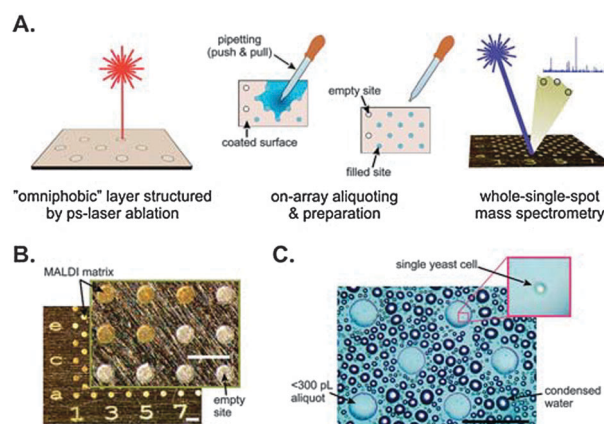 A.
pipetting
(push & pull)
coated surface
empty site
filled site
"omniphobic" layer structured
by ps-laser ablation
on-array aliquoting
& preparation
whole-single-spot
mass spectrometry
B.
MALDI matrix
e
c
a
1 3 5 7
empty
site
C.
single yeast cell
<300 pL
aliquot
condensed
water